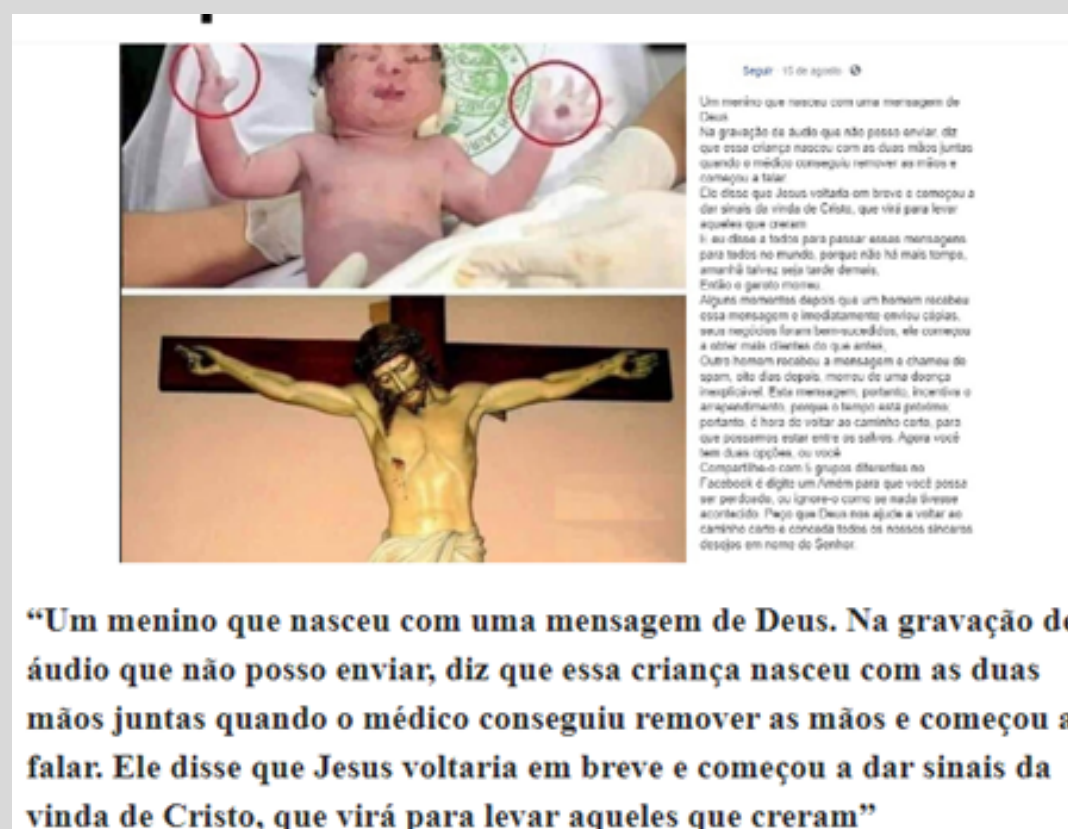 Seguir · 15 de agosto
Um menino que nasceu com uma mensagem de
Deus
Na gravação de áudio que não posso enviar, diz
que essa criança nasceu com as duas mãos juntas
quando o médico conseguiu remover as mãos e
começou a falar.
Ele disse que Jesus voltaria em breve e começou a
dar sinais da vinda de Cristo, que virá para levar
aqueles que creram
E eu disse a todos para passar essas mensagens
para todos no mundo, porque não há mais tempo,
amanhã talvez seja tarde demais,
Então o garoto morreu.
Alguns momentos depois que um homem recebeu
essa mensagem e imediatamente enviou cópias,
seus negócios foram bem-sucedidos, ele começou
a obter mais clientes do que antes,
Outro homem recebeu a mensagem e chamou de
spam, oito dias depois, morreu de uma doença
inexplicável. Esta mensagem, portanto, incentiva o
arrependimento, porque o tempo está próximo;
portanto, é hora de voltar ao caminho certo, para
que possamos estar entre os salvos. Agora você
tem duas opções, ou você
Compartilhe-o com 5 grupos diferentes no
Facebook é digite um Amém para que você possa
ser perdoado, ou ignore-o como se nada tivesse
acontecido. Peço que Deus nos ajude a voltar ao
caminho certo e conceda todos os nossos sinceros
desejos em nome do Senhor.
“Um menino que nasceu com uma mensagem de Deus. Na gravação de
áudio que não posso enviar, diz que essa criança nasceu com as duas
mãos juntas quando o médico conseguiu remover as mãos e começou a
falar. Ele disse que Jesus voltaria em breve e começou a dar sinais da
vinda de Cristo, que virá para levar aqueles que creram”